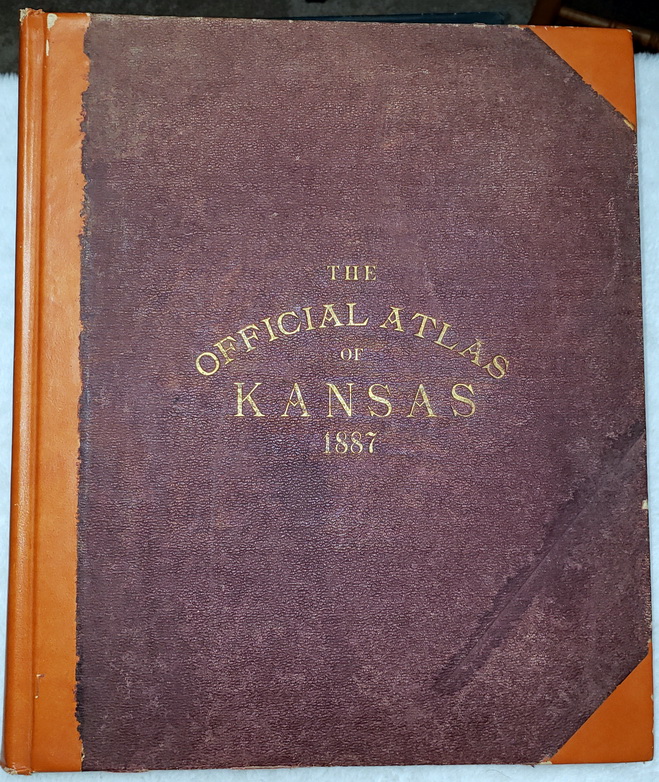 THE
OFFICIAL ATLAS
OF
KANSAS
1887